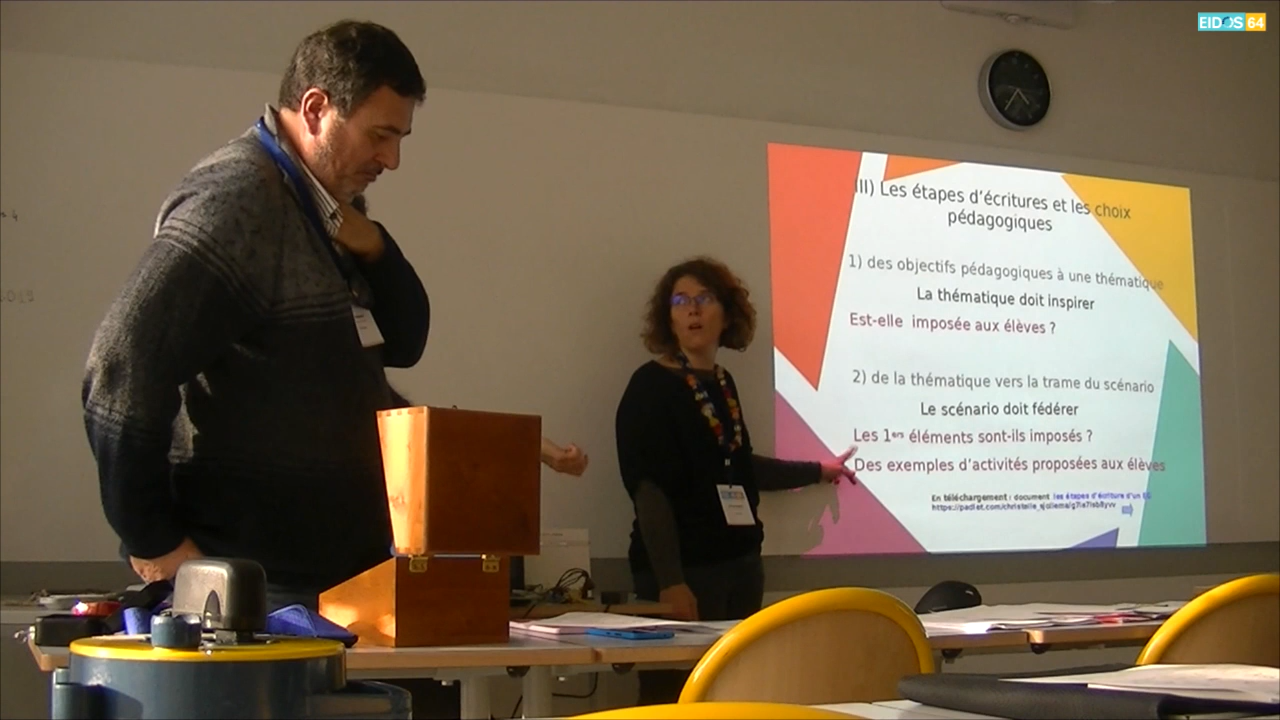 EIDOS 64
III) Les étapes d'écritures et les choix
pédagogiques
1) des objectifs pédagogiques à une thématique
La thématique doit inspirer
Est-elle imposée aux élèves ?
2) de la thématique vers la trame du scénario
Le scénario doit fédérer
Les 1ers éléments sont-ils imposés ?
Des exemples d'activités proposées aux élèves
En téléchargement : document les étapes d'écriture d'un